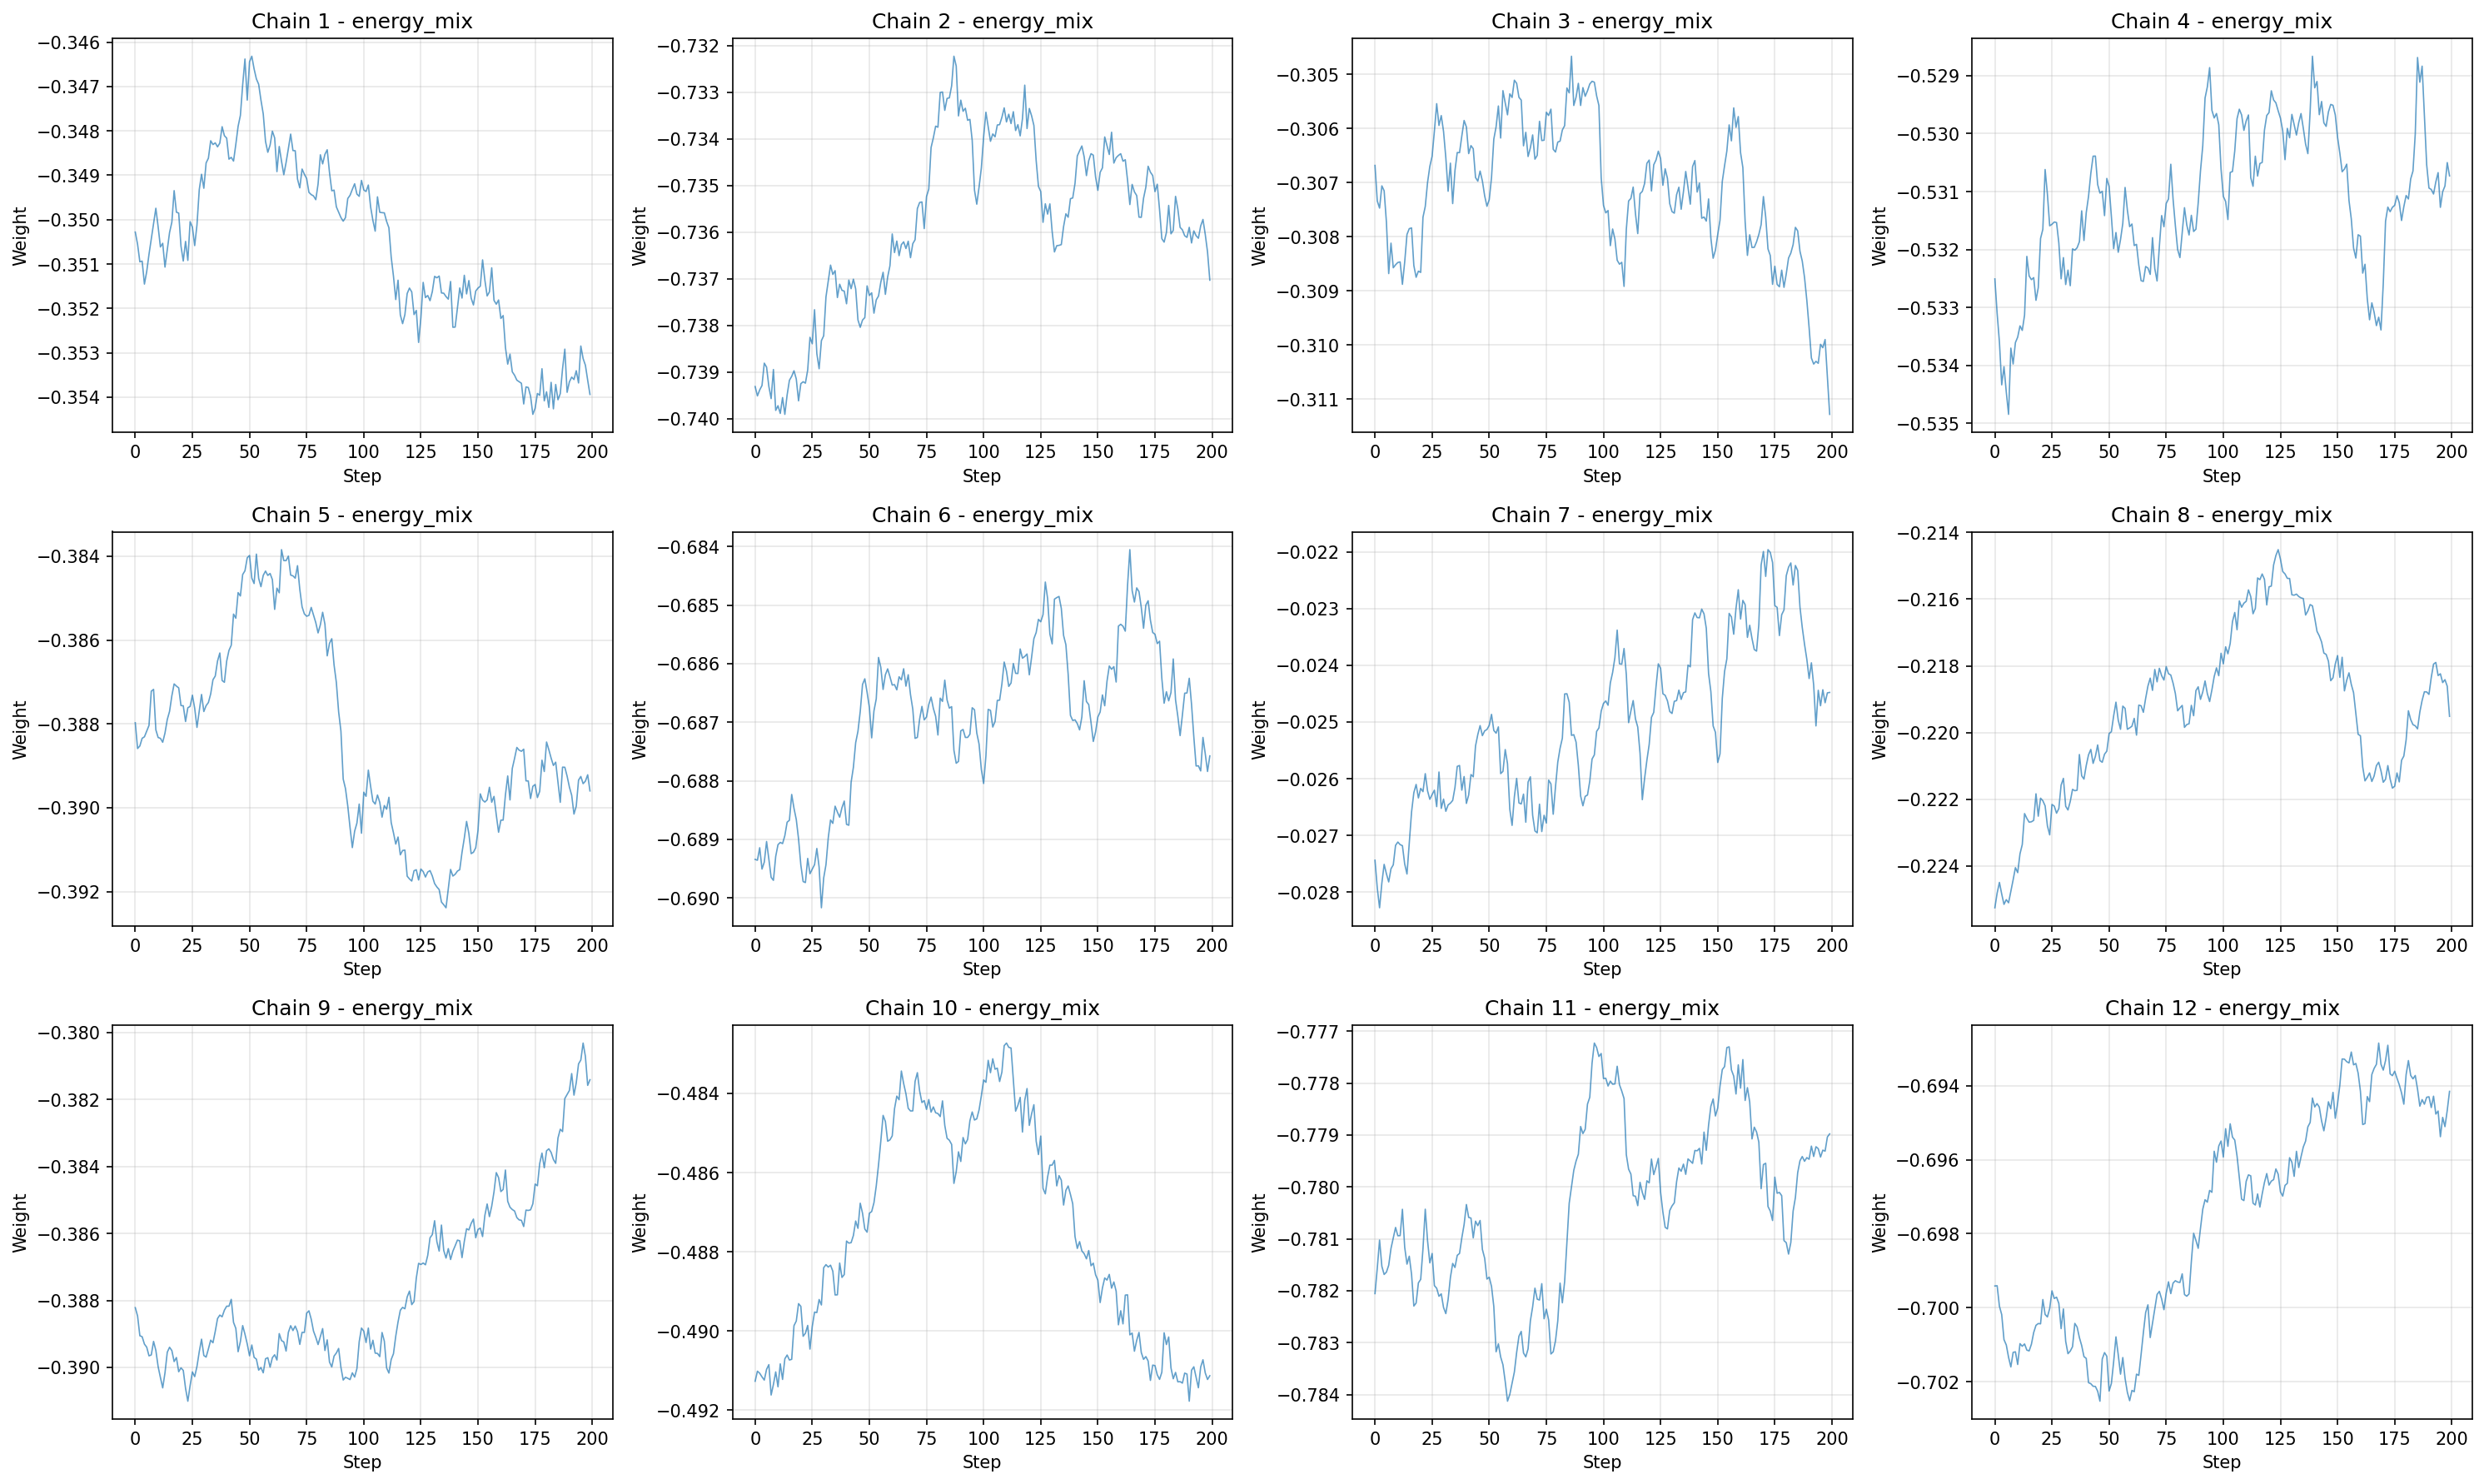 Chain 1 - energy_mix
Chain 2 - energy_mix
Chain 3 - energy_mix
Chain 4 - energy_mix
−0.346
−0.347
−0.348
−0.349
−0.350
−0.351
−0.352
−0.353
−0.354
Weight
0 25 50 75 100 125 150 175 200
Step
−0.732
−0.733
−0.734
−0.735
−0.736
−0.737
−0.738
−0.739
−0.740
Weight
0 25 50 75 100 125 150 175 200
Step
−0.305
−0.306
−0.307
−0.308
−0.309
−0.310
−0.311
Weight
0 25 50 75 100 125 150 175 200
Step
−0.529
−0.530
−0.531
−0.532
−0.533
−0.534
−0.535
Weight
0 25 50 75 100 125 150 175 200
Step
Chain 5 - energy_mix
Chain 6 - energy_mix
Chain 7 - energy_mix
Chain 8 - energy_mix
−0.384
−0.386
−0.388
−0.390
−0.392
Weight
0 25 50 75 100 125 150 175 200
Step
−0.684
−0.685
−0.686
−0.687
−0.688
−0.689
−0.690
Weight
0 25 50 75 100 125 150 175 200
Step
−0.022
−0.023
−0.024
−0.025
−0.026
−0.027
−0.028
Weight
0 25 50 75 100 125 150 175 200
Step
−0.214
−0.216
−0.218
−0.220
−0.222
−0.224
Weight
0 25 50 75 100 125 150 175 200
Step
Chain 9 - energy_mix
Chain 10 - energy_mix
Chain 11 - energy_mix
Chain 12 - energy_mix
−0.380
−0.382
−0.384
−0.386
−0.388
−0.390
Weight
0 25 50 75 100 125 150 175 200
Step
−0.484
−0.486
−0.488
−0.490
−0.492
Weight
0 25 50 75 100 125 150 175 200
Step
−0.777
−0.778
−0.779
−0.780
−0.781
−0.782
−0.783
−0.784
Weight
0 25 50 75 100 125 150 175 200
Step
−0.694
−0.696
−0.698
−0.700
−0.702
Weight
0 25 50 75 100 125 150 175 200
Step